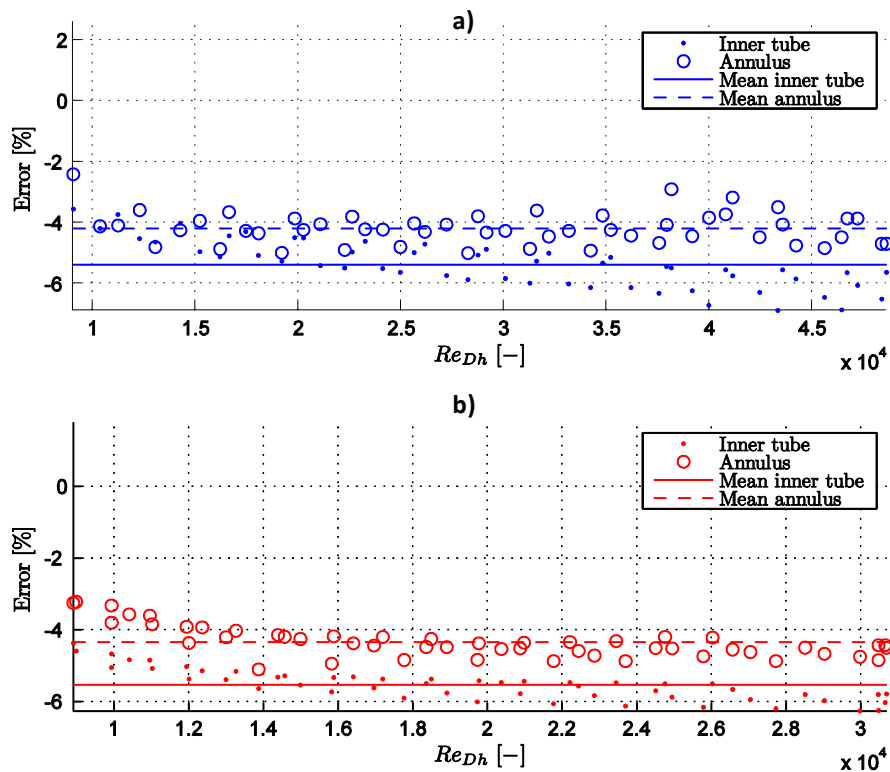 a)
2
0
-2
-4
-6
Error [%]
Inner tube
Annulus
Mean inner tube
Mean annulus
1 1.5 2 2.5 3 3.5 4 4.5
Re_Dh [−]
x 10^4
b)
0
-2
-4
-6
Error [%]
Inner tube
Annulus
Mean inner tube
Mean annulus
1 1.2 1.4 1.6 1.8 2 2.2 2.4 2.6 2.8 3
Re_Dh [−]
x 10^4